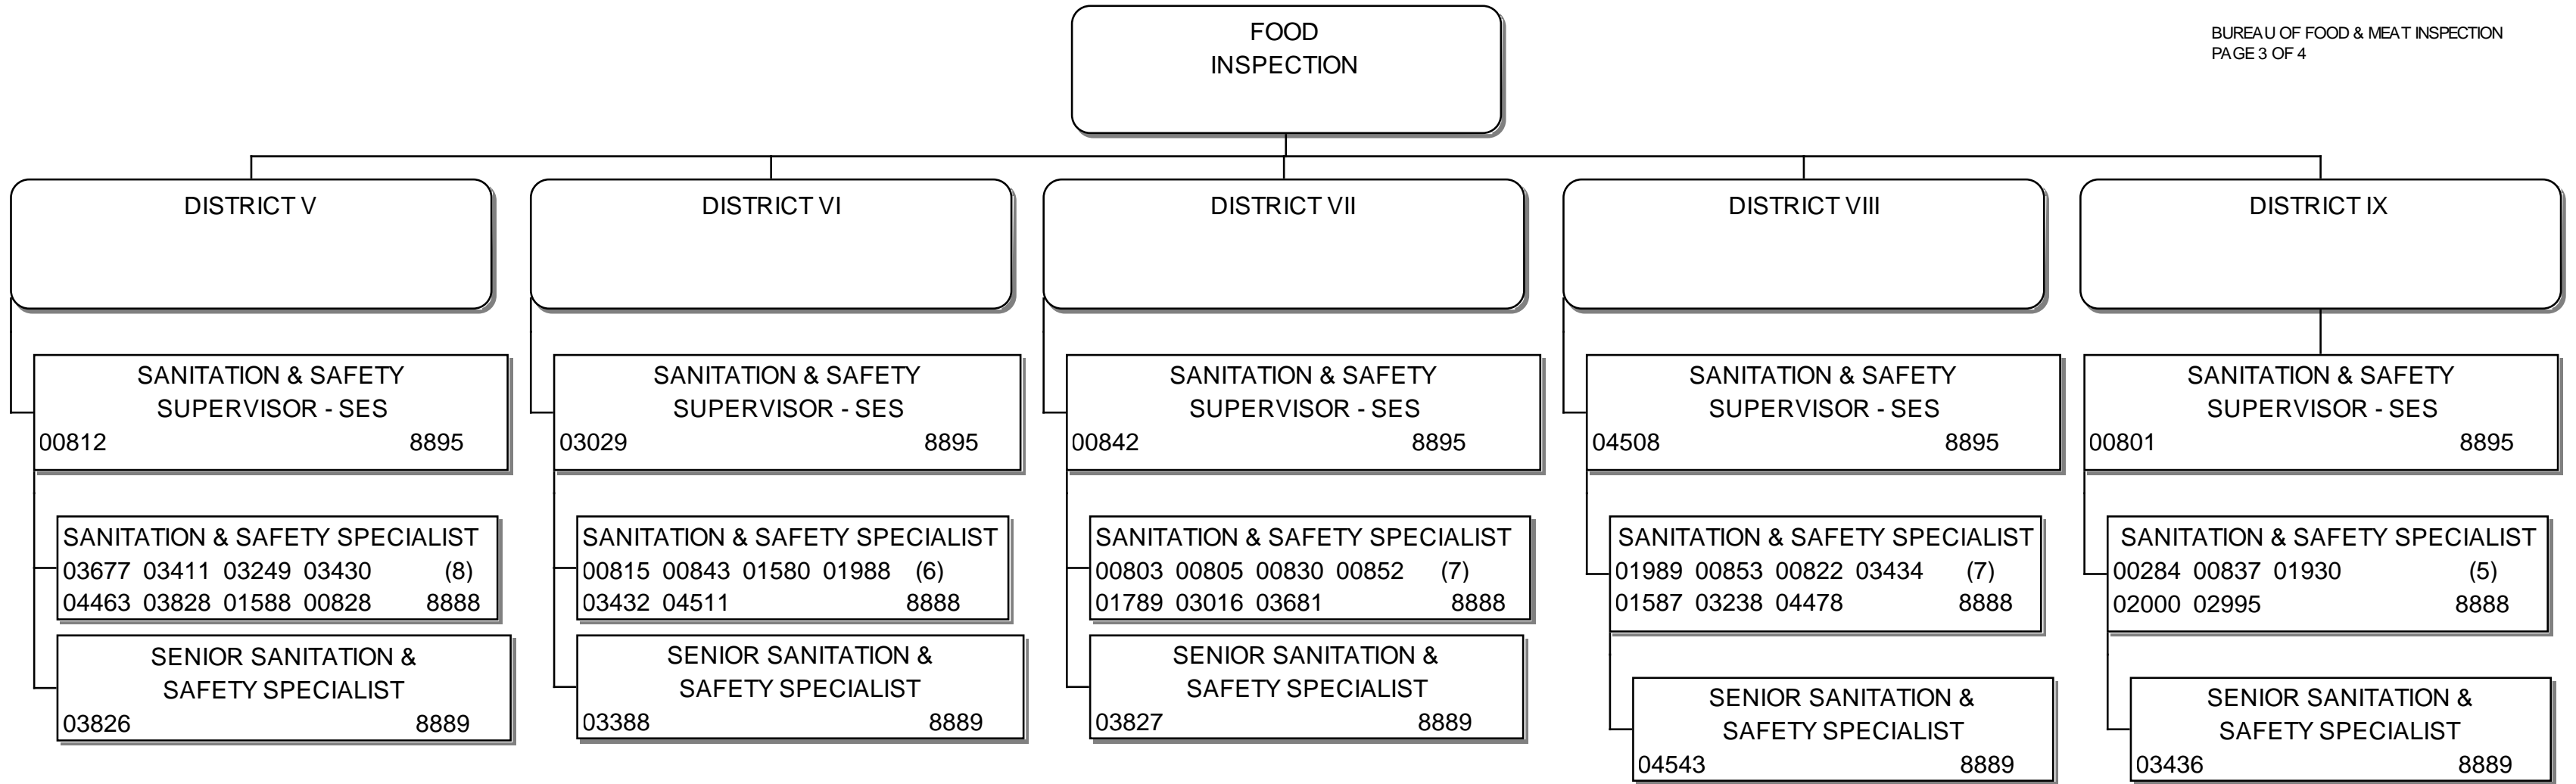 FOOD
INSPECTION
BUREAU OF FOOD & MEAT INSPECTION
PAGE 3 OF 4
DISTRICT V
SANITATION & SAFETY
SUPERVISOR - SES
00812 8895
SANITATION & SAFETY SPECIALIST
03677 03411 03249 03430 (8)
04463 03828 01588 00828 8888
SENIOR SANITATION &
SAFETY SPECIALIST
03826 8889
DISTRICT VI
SANITATION & SAFETY
SUPERVISOR - SES
03029 8895
SANITATION & SAFETY SPECIALIST
00815 00843 01580 01988 (6)
03432 04511 8888
SENIOR SANITATION &
SAFETY SPECIALIST
03388 8889
DISTRICT VII
SANITATION & SAFETY
SUPERVISOR - SES
00842 8895
SANITATION & SAFETY SPECIALIST
00803 00805 00830 00852 (7)
01789 03016 03681 8888
SENIOR SANITATION &
SAFETY SPECIALIST
03827 8889
DISTRICT VIII
SANITATION & SAFETY
SUPERVISOR - SES
04508 8895
SANITATION & SAFETY SPECIALIST
01989 00853 00822 03434 (7)
01587 03238 04478 8888
SENIOR SANITATION &
SAFETY SPECIALIST
04543 8889
DISTRICT IX
SANITATION & SAFETY
SUPERVISOR - SES
00801 8895
SANITATION & SAFETY SPECIALIST
00284 00837 01930 (5)
02000 02995 8888
SENIOR SANITATION &
SAFETY SPECIALIST
03436 8889